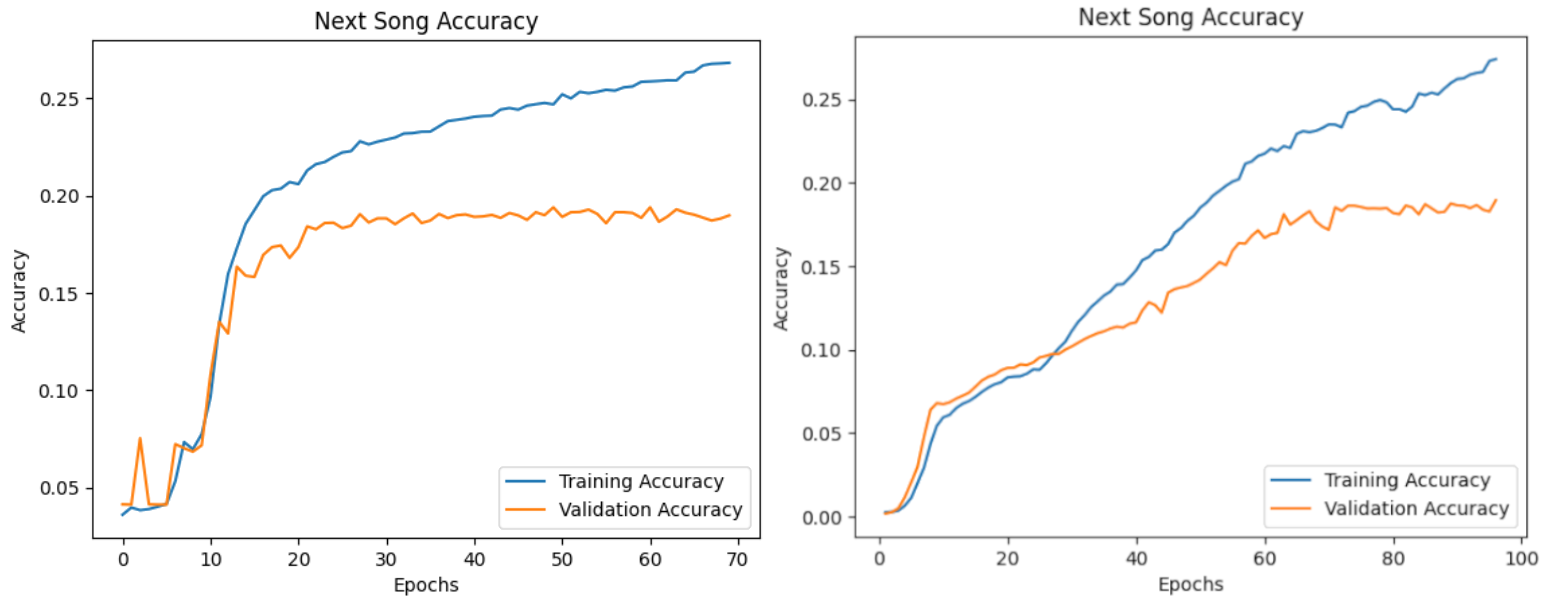 Next Song Accuracy
Accuracy
0.25
0.20
0.15
0.10
0.05
Training Accuracy
Validation Accuracy
0 10 20 30 40 50 60 70
Epochs
Next Song Accuracy
Accuracy
0.25
0.20
0.15
0.10
0.05
0.00
Training Accuracy
Validation Accuracy
0 20 40 60 80 100
Epochs